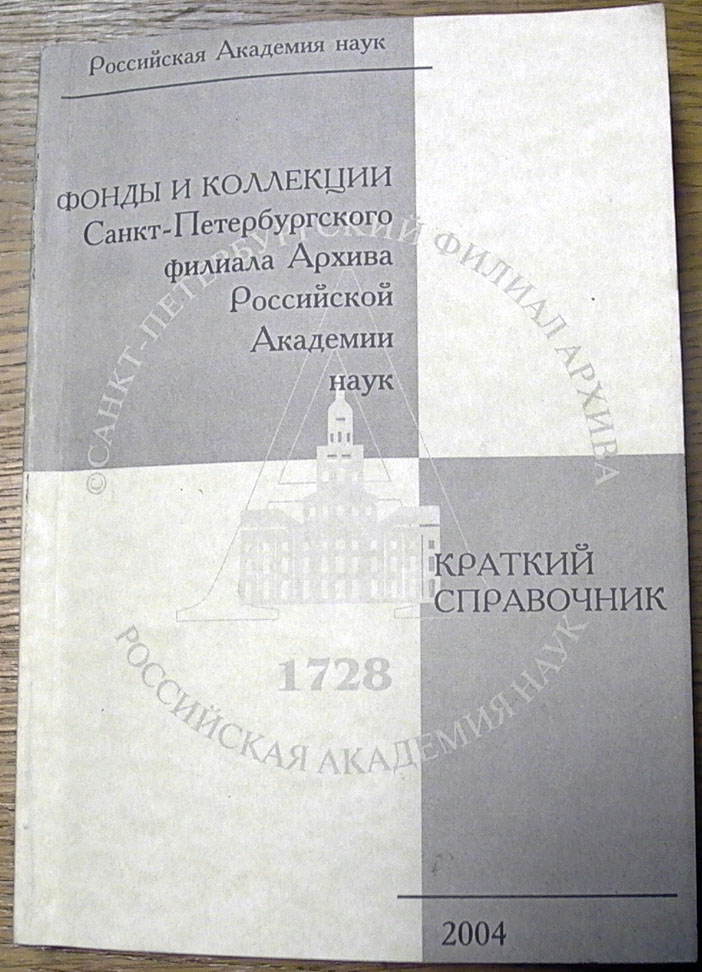 Российская Академия наук
ФОНДЫ И КОЛЛЕКЦИИ
Санкт-Петербургского
филиала Архива
Российской
Академии
наук
© САНКТ-ПЕТЕРБУРГСКИЙ ФИЛИАЛ АРХИВА
КРАТКИЙ
СПРАВОЧНИК
1728
РОССИЙСКАЯ АКАДЕМИЯ НАУК
2004